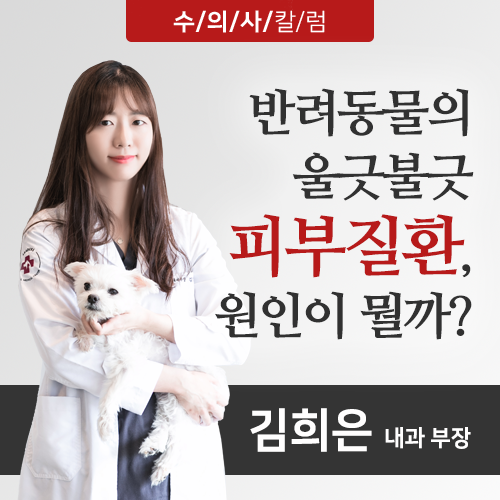 수/의/사/칼/럼
반려동물의
울긋불긋
피부질환,
원인이 뭘까?
김희은 내과 부장